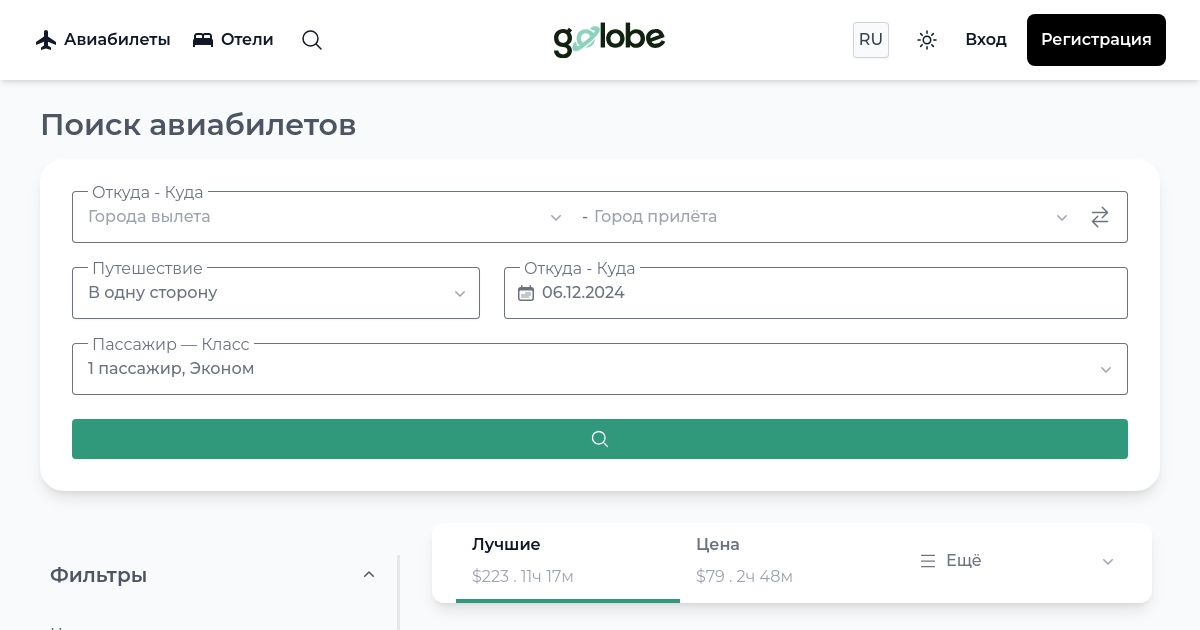 Авиабилеты Отели golobe RU Вход Регистрация
Поиск авиабилетов
Откуда - Куда
Города вылета - Город прилёта
Путешествие Откуда - Куда
В одну сторону 06.12.2024
Пассажир — Класс
1 пассажир, Эконом
Лучшие Цена
Ещё
$223 . 11ч 17м $79 . 2ч 48м
Фильтры